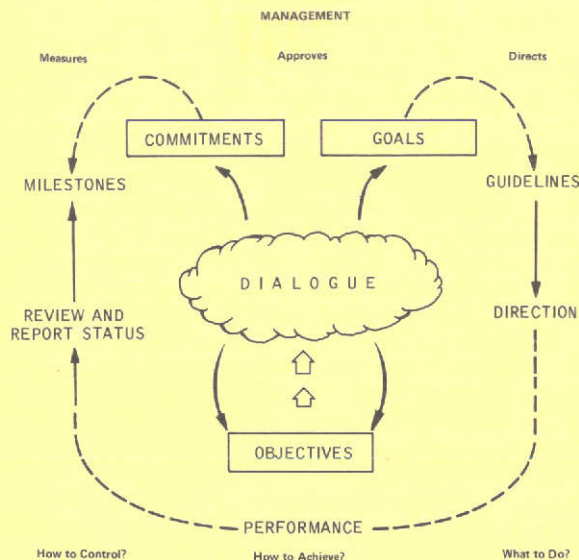 MANAGEMENT
Measures
Approves
Directs
COMMITMENTS
GOALS
MILESTONES
GUIDELINES
DIALOGUE
REVIEW AND
REPORT STATUS
DIRECTION
OBJECTIVES
PERFORMANCE
How to Control?
How to Achieve?
What to Do?